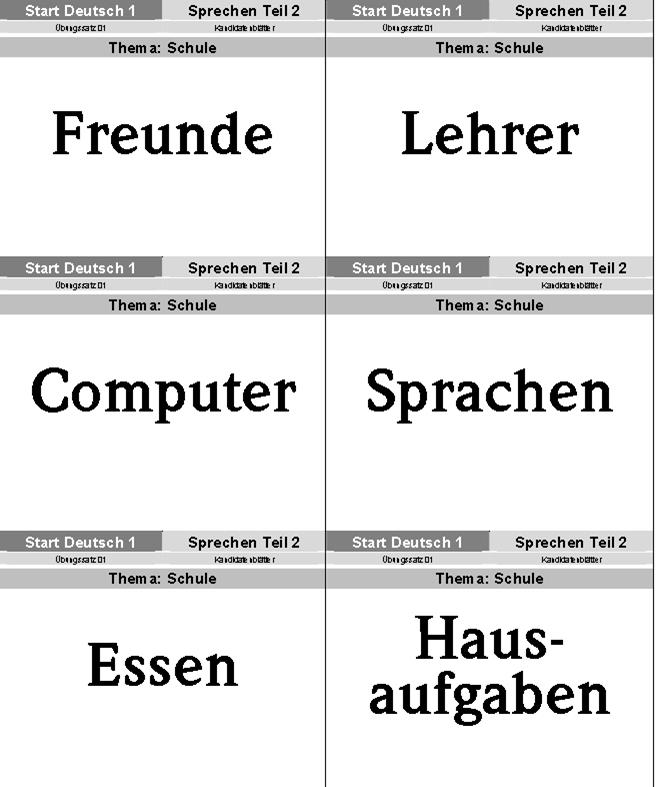 Start Deutsch 1 Sprechen Teil 2
Übungssatz 01 Kandidatenblätter
Thema: Schule
Freunde
Start Deutsch 1 Sprechen Teil 2
Übungssatz 01 Kandidatenblätter
Thema: Schule
Lehrer
Start Deutsch 1 Sprechen Teil 2
Übungssatz 01 Kandidatenblätter
Thema: Schule
Computer
Start Deutsch 1 Sprechen Teil 2
Übungssatz 01 Kandidatenblätter
Thema: Schule
Sprachen
Start Deutsch 1 Sprechen Teil 2
Übungssatz 01 Kandidatenblätter
Thema: Schule
Essen
Start Deutsch 1 Sprechen Teil 2
Übungssatz 01 Kandidatenblätter
Thema: Schule
Haus-
aufgaben